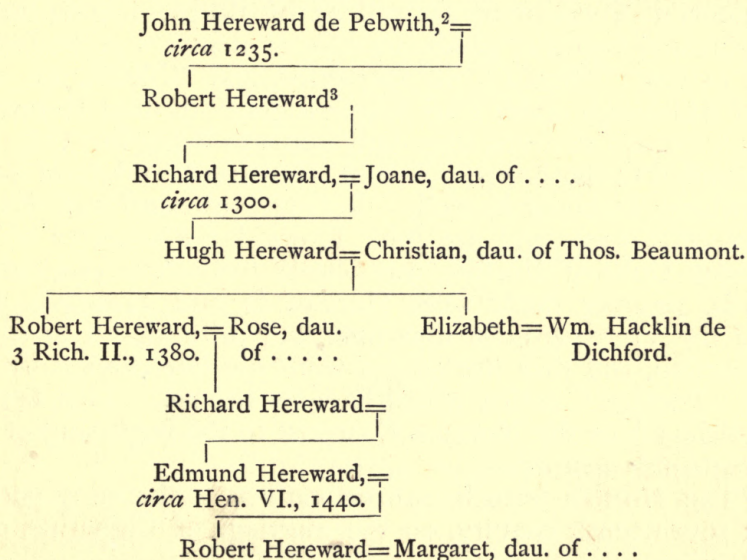 John Hereward de Pebwith,²=
circa 1235.
Robert Hereward³
Richard Hereward,=Joane, dau. of . . . .
circa 1300.
Hugh Hereward=Christian, dau. of Thos. Beaumont.
Robert Hereward,=Rose, dau. Elizabeth=Wm. Hacklin de
3 Rich. II., 1380. of . . . . . Dichford.
Richard Hereward=
Edmund Hereward,=
circa Hen. VI., 1440.
Robert Hereward=Margaret, dau. of . . . .